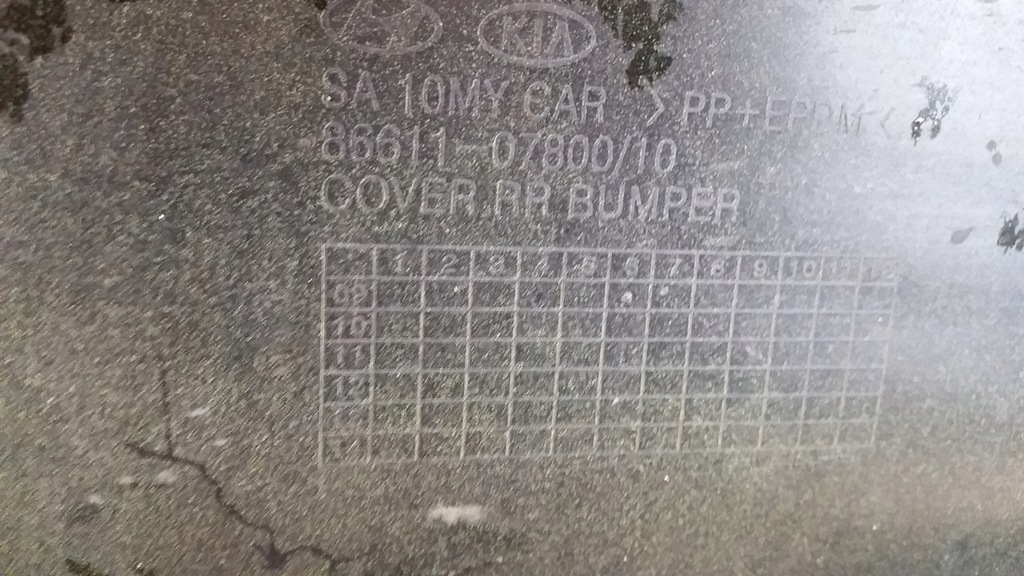 KIA
SA 10MY CAR >PP+EPDM<
86611-07800/10
COVER RR BUMPER
1 2 3 4 5 6 7 8 9 10 11 12
09
10
11
12